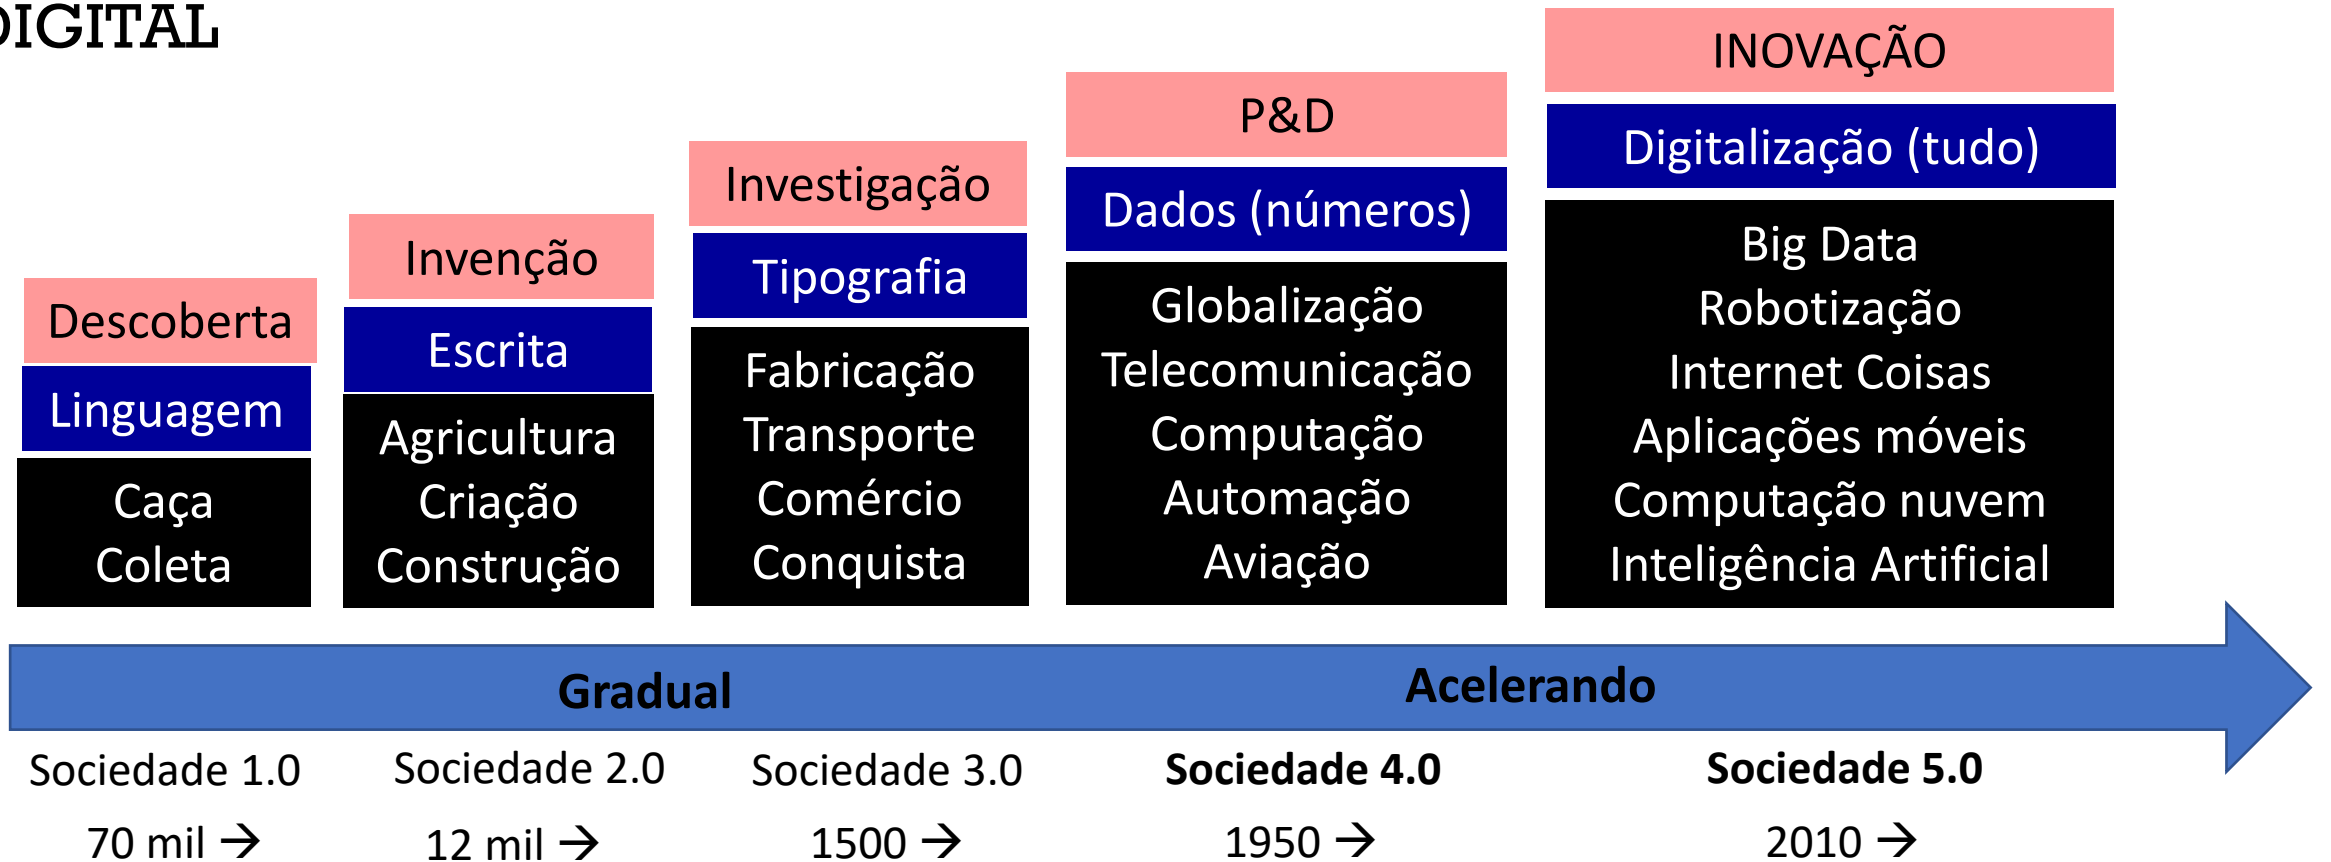 DIGITAL
Descoberta
Linguagem
Caça
Coleta
Invenção
Escrita
Agricultura
Criação
Construção
Investigação
Tipografia
Fabricação
Transporte
Comércio
Conquista
P&D
Dados (números)
Globalização
Telecomunicação
Computação
Automação
Aviação
INOVAÇÃO
Digitalização (tudo)
Big Data
Robotização
Internet Coisas
Aplicações móveis
Computação nuvem
Inteligência Artificial
Gradual
Acelerando
Sociedade 1.0
70 mil →
Sociedade 2.0
12 mil →
Sociedade 3.0
1500 →
Sociedade 4.0
1950 →
Sociedade 5.0
2010 →